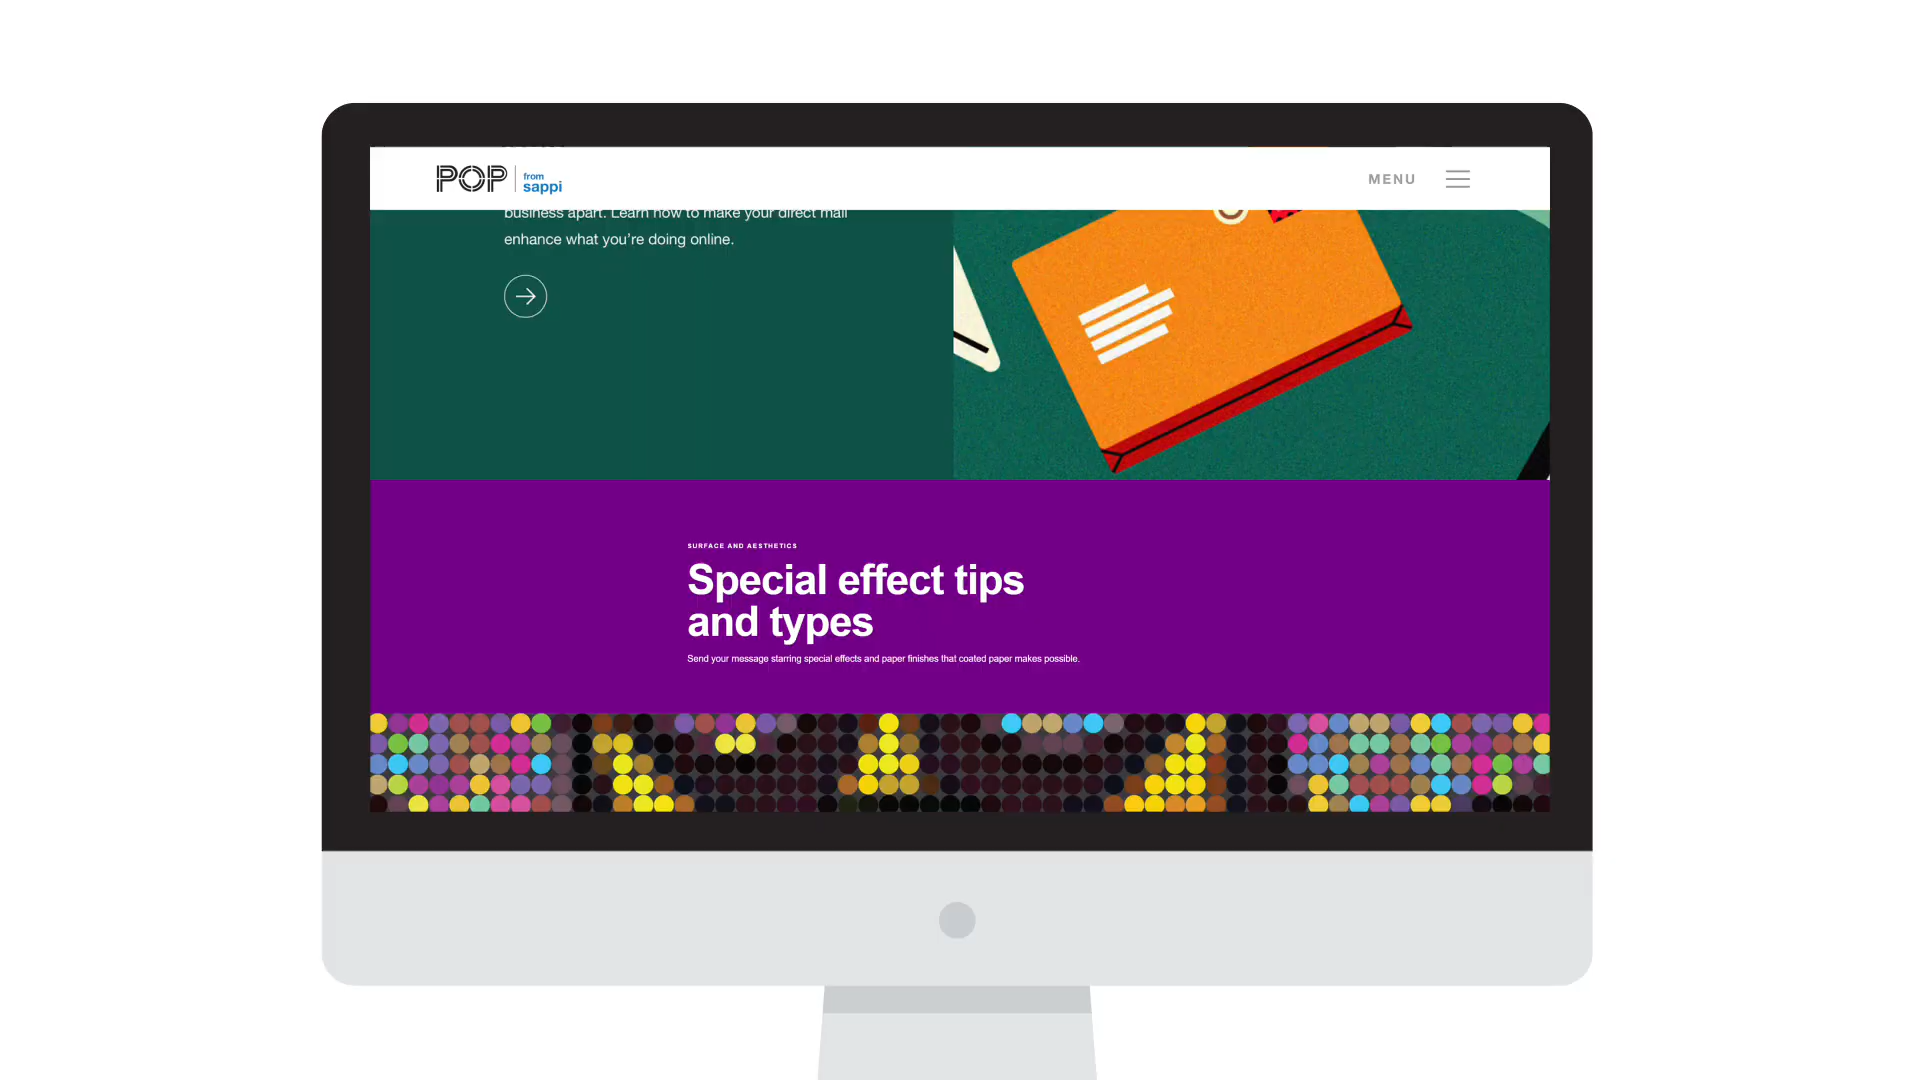 POP
from
sappi
MENU
business apart. Learn how to make your direct mail
enhance what you’re doing online.
SURFACE AND AESTHETICS
Special effect tips
and types
Send your message starring special effects and paper finishes that coated paper makes possible.